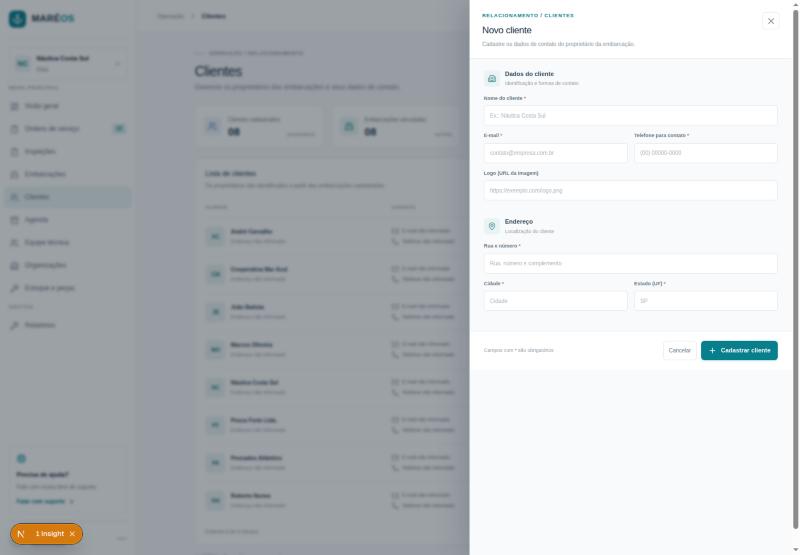 MARÉOS
Náutica Costa Sul
Visão geral
Ordens de serviço
Inspeções
Embarcações
Clientes
Agenda
Equipe técnica
Organizações
Estoque e peças
Relatórios
Precisa de ajuda?
Fale com nosso time de suporte.
Falar com suporte
1 Insight
Operação
Clientes
Clientes
Clientes cadastrados
08
Embarcações vinculadas
08
Lista de clientes
André Carvalho
Cooperativa Mar Azul
João Batista
Marcos Oliveira
Náutica Costa Sul
Pesca Forte Ltda.
Pescados Atlântico
Roberto Nunes
RELACIONAMENTO / CLIENTES
Novo cliente
Cadastre os dados de contato do proprietário da embarcação.
Dados do cliente
Identificação e formas de contato
Nome do cliente *
Ex.: Náutica Costa Sul
E-mail * Telefone para contato *
contato@empresa.com.br (00) 00000-0000
Logo (URL da imagem)
https://exemplo.com/logo.png
Endereço
Localização do cliente
Rua e número *
Rua, número e complemento
Cidade * Estado (UF) *
Cidade SP
Campos com * são obrigatórios
Cancelar
Cadastrar cliente